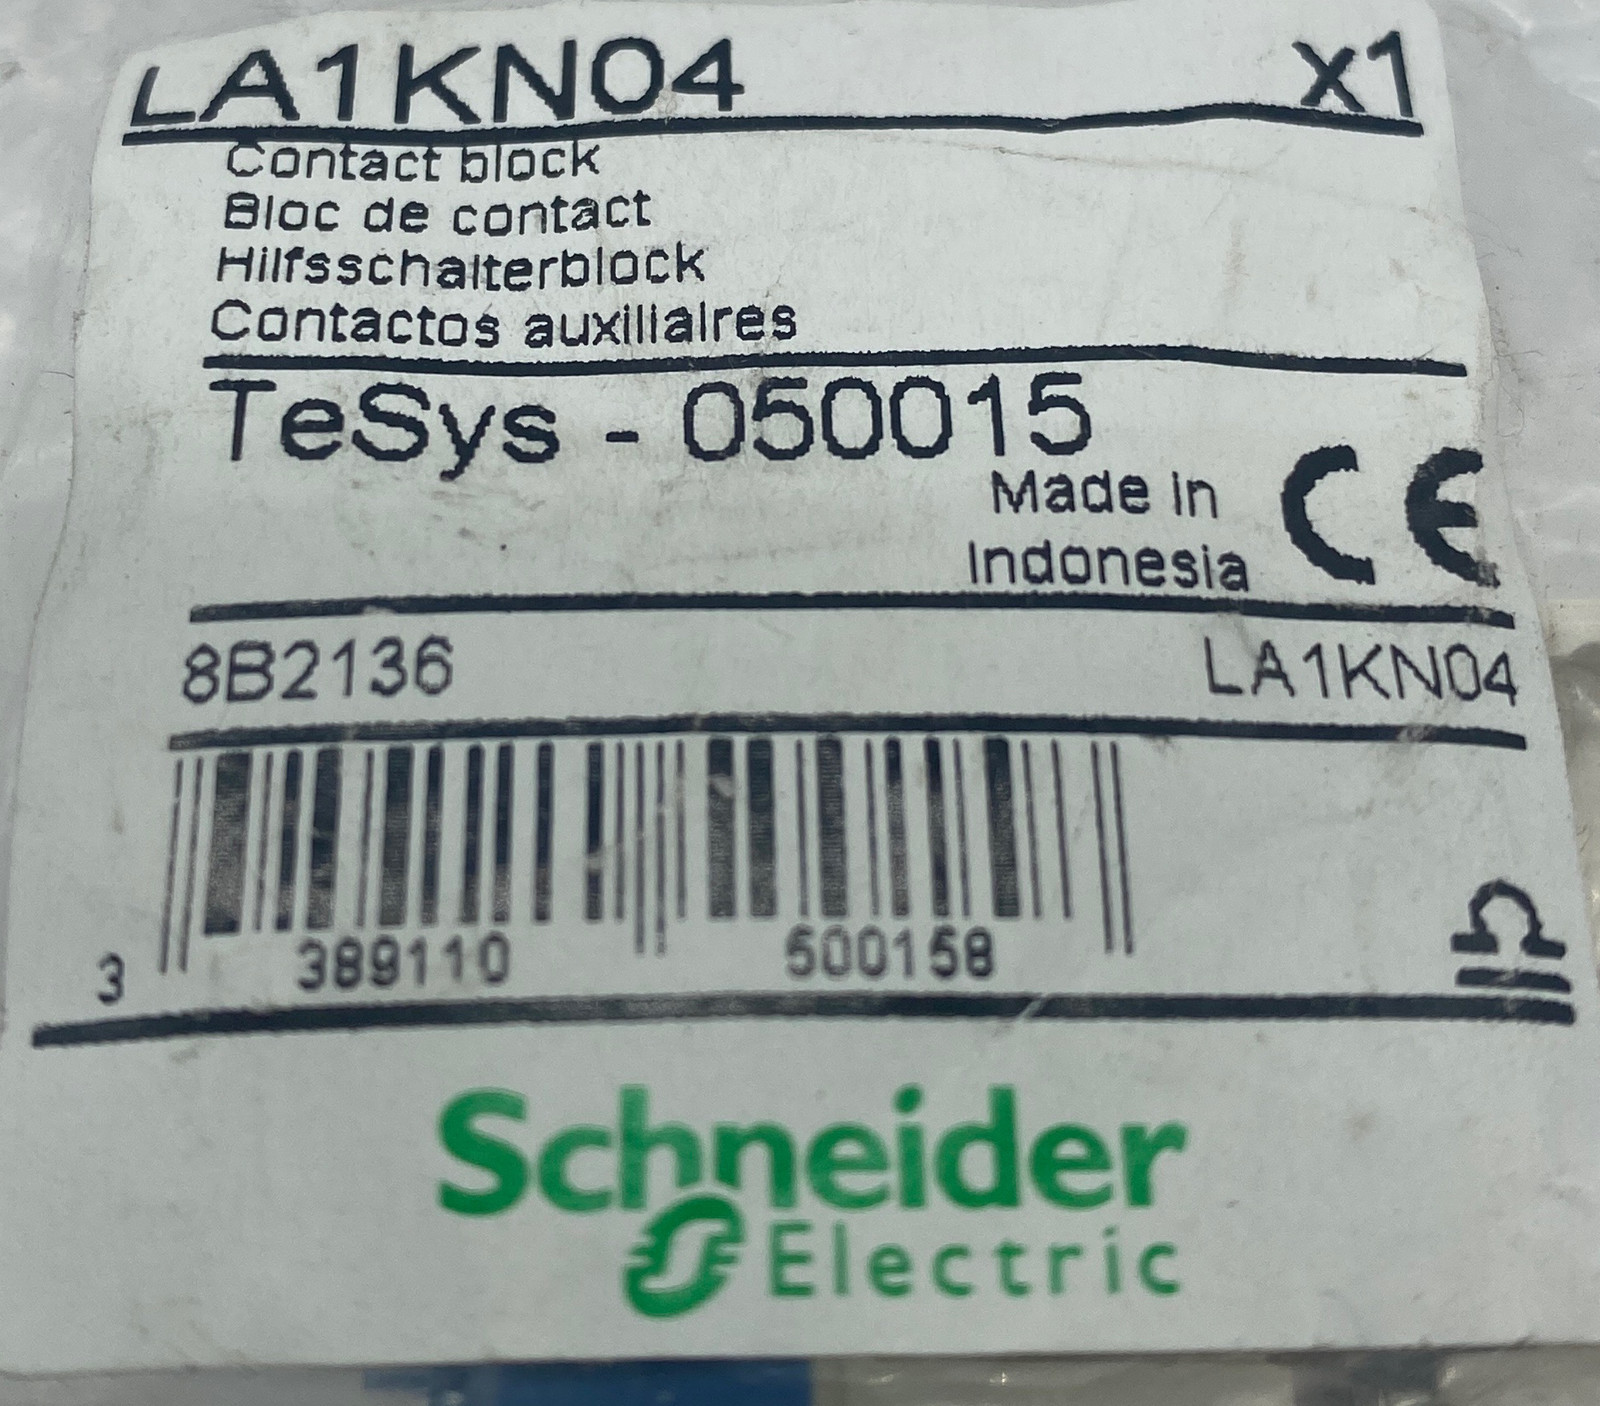 LA1KN04 x1
Contact block
Bloc de contact
Hilfsschalterblock
Contactos auxiliaires
TeSys - 050015
Made in
Indonesia CE
8B2136 LA1KN04
3 389110 500158
Schneider
Electric